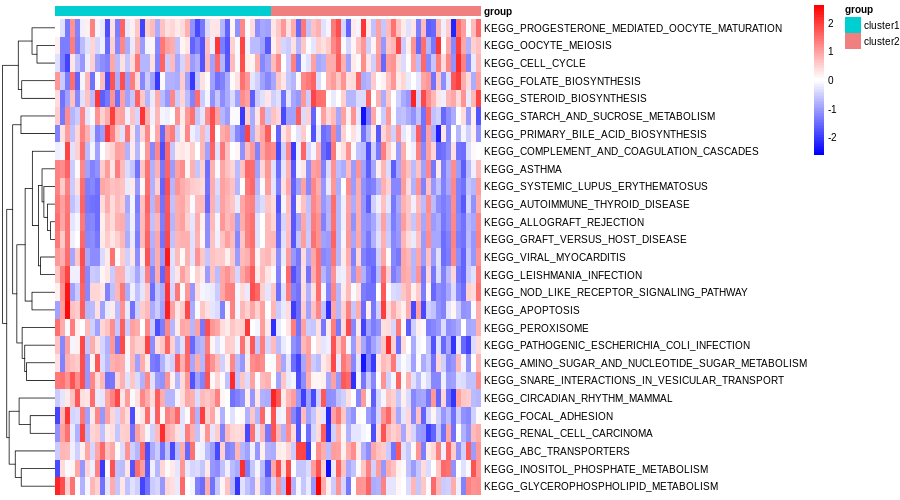 group
KEGG_PROGESTERONE_MEDIATED_OOCYTE_MATURATION
KEGG_OOCYTE_MEIOSIS
KEGG_CELL_CYCLE
KEGG_FOLATE_BIOSYNTHESIS
KEGG_STEROID_BIOSYNTHESIS
KEGG_STARCH_AND_SUCROSE_METABOLISM
KEGG_PRIMARY_BILE_ACID_BIOSYNTHESIS
KEGG_COMPLEMENT_AND_COAGULATION_CASCADES
KEGG_ASTHMA
KEGG_SYSTEMIC_LUPUS_ERYTHEMATOSUS
KEGG_AUTOIMMUNE_THYROID_DISEASE
KEGG_ALLOGRAFT_REJECTION
KEGG_GRAFT_VERSUS_HOST_DISEASE
KEGG_VIRAL_MYOCARDITIS
KEGG_LEISHMANIA_INFECTION
KEGG_NOD_LIKE_RECEPTOR_SIGNALING_PATHWAY
KEGG_APOPTOSIS
KEGG_PEROXISOME
KEGG_PATHOGENIC_ESCHERICHIA_COLI_INFECTION
KEGG_AMINO_SUGAR_AND_NUCLEOTIDE_SUGAR_METABOLISM
KEGG_SNARE_INTERACTIONS_IN_VESICULAR_TRANSPORT
KEGG_CIRCADIAN_RHYTHM_MAMMAL
KEGG_FOCAL_ADHESION
KEGG_RENAL_CELL_CARCINOMA
KEGG_ABC_TRANSPORTERS
KEGG_INOSITOL_PHOSPHATE_METABOLISM
KEGG_GLYCEROPHOSPHOLIPID_METABOLISM
2
1
0
-1
-2
group
cluster1
cluster2